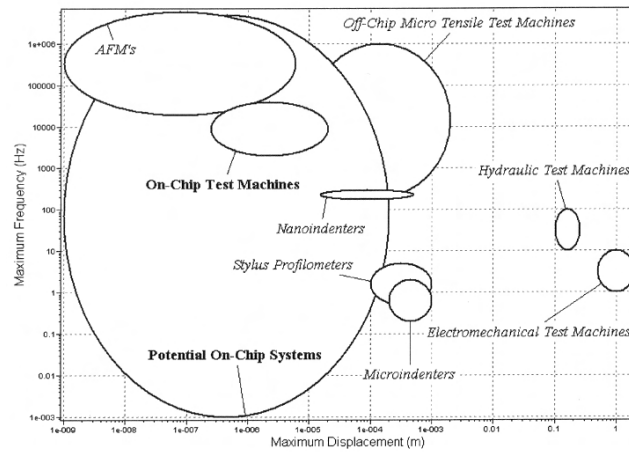 Off-Chip Micro Tensile Test Machines
1e+006
AFM's
100000
10000
On-Chip Test Machines
Hydraulic Test Machines
1000
100
Nanoindenters
10
Stylus Profilometers
1
0.1
Electromechanical Test Machines
Potential On-Chip Systems
0.01
Microindenters
1e-003
Maximum Frequency (Hz)
1e-009 1e-008 1e-007 1e-006 1e-005 1e-004 1e-003 0.01 0.1 1
Maximum Displacement (m)